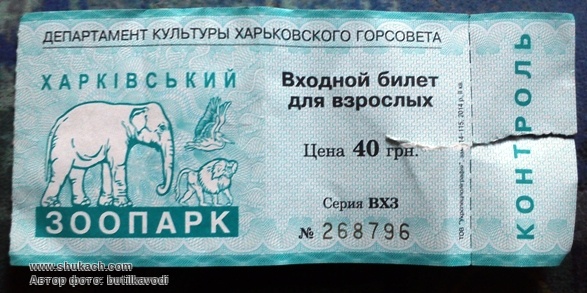 ДЕПАРТАМЕНТ КУЛЬТУРЫ ХАРЬКОВСКОГО ГОРСОВЕТА
ХАРКІВСЬКИЙ
ЗООПАРК
Входной билет
для взрослых
Цена 40 грн.
Серия ВХЗ
№ 268796
2014 р.
КОНТРОЛЬ
www.shukach.com
Автор фото: butilkavodi